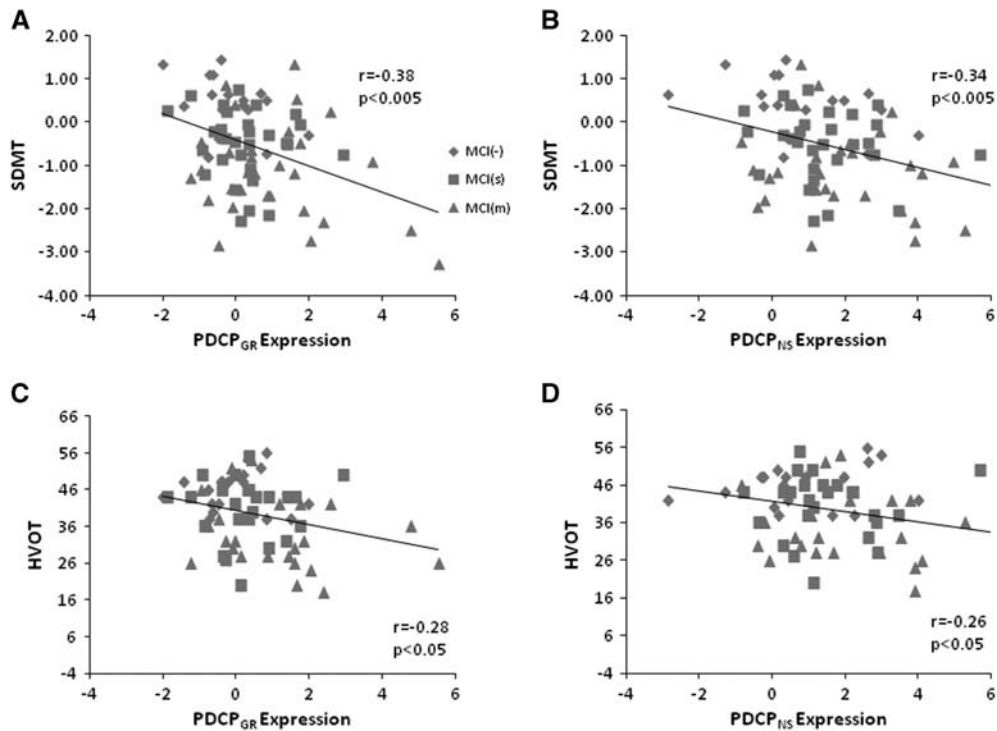 A
SDMT
2.00
1.00
0.00
-1.00
-2.00
-3.00
-4.00
-4 -2 0 2 4 6
PDCP_GR Expression
r=-0.38
p<0.005
MCI(-)
MCI(s)
MCI(m)
B
SDMT
2.00
1.00
0.00
-1.00
-2.00
-3.00
-4.00
-4 -2 0 2 4 6
PDCP_NS Expression
r=-0.34
p<0.005
C
HVOT
66
56
46
36
26
16
6
-4
-4 -2 0 2 4 6
PDCP_GR Expression
r=-0.28
p<0.05
D
HVOT
66
56
46
36
26
16
6
-4
-4 -2 0 2 4 6
PDCP_NS Expression
r=-0.26
p<0.05